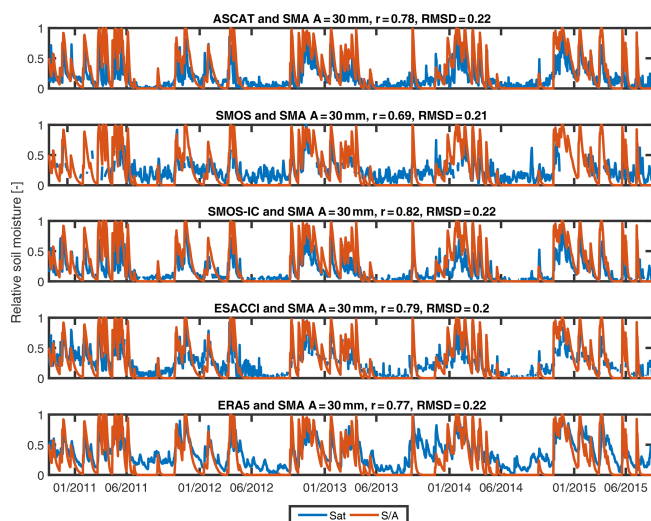 ASCAT and SMA A=30 mm, r=0.78, RMSD=0.22
1
0.5
0
SMOS and SMA A=30 mm, r=0.69, RMSD=0.21
1
0.5
0
SMOS-IC and SMA A=30 mm, r=0.82, RMSD=0.22
1
0.5
0
ESACCI and SMA A=30 mm, r=0.79, RMSD=0.2
1
0.5
0
ERA5 and SMA A=30 mm, r=0.77, RMSD=0.22
1
0.5
0
Relative soil moisture [-]
01/2011 06/2011 01/2012 06/2012 01/2013 06/2013 01/2014 06/2014 01/2015 06/2015
Sat S/A